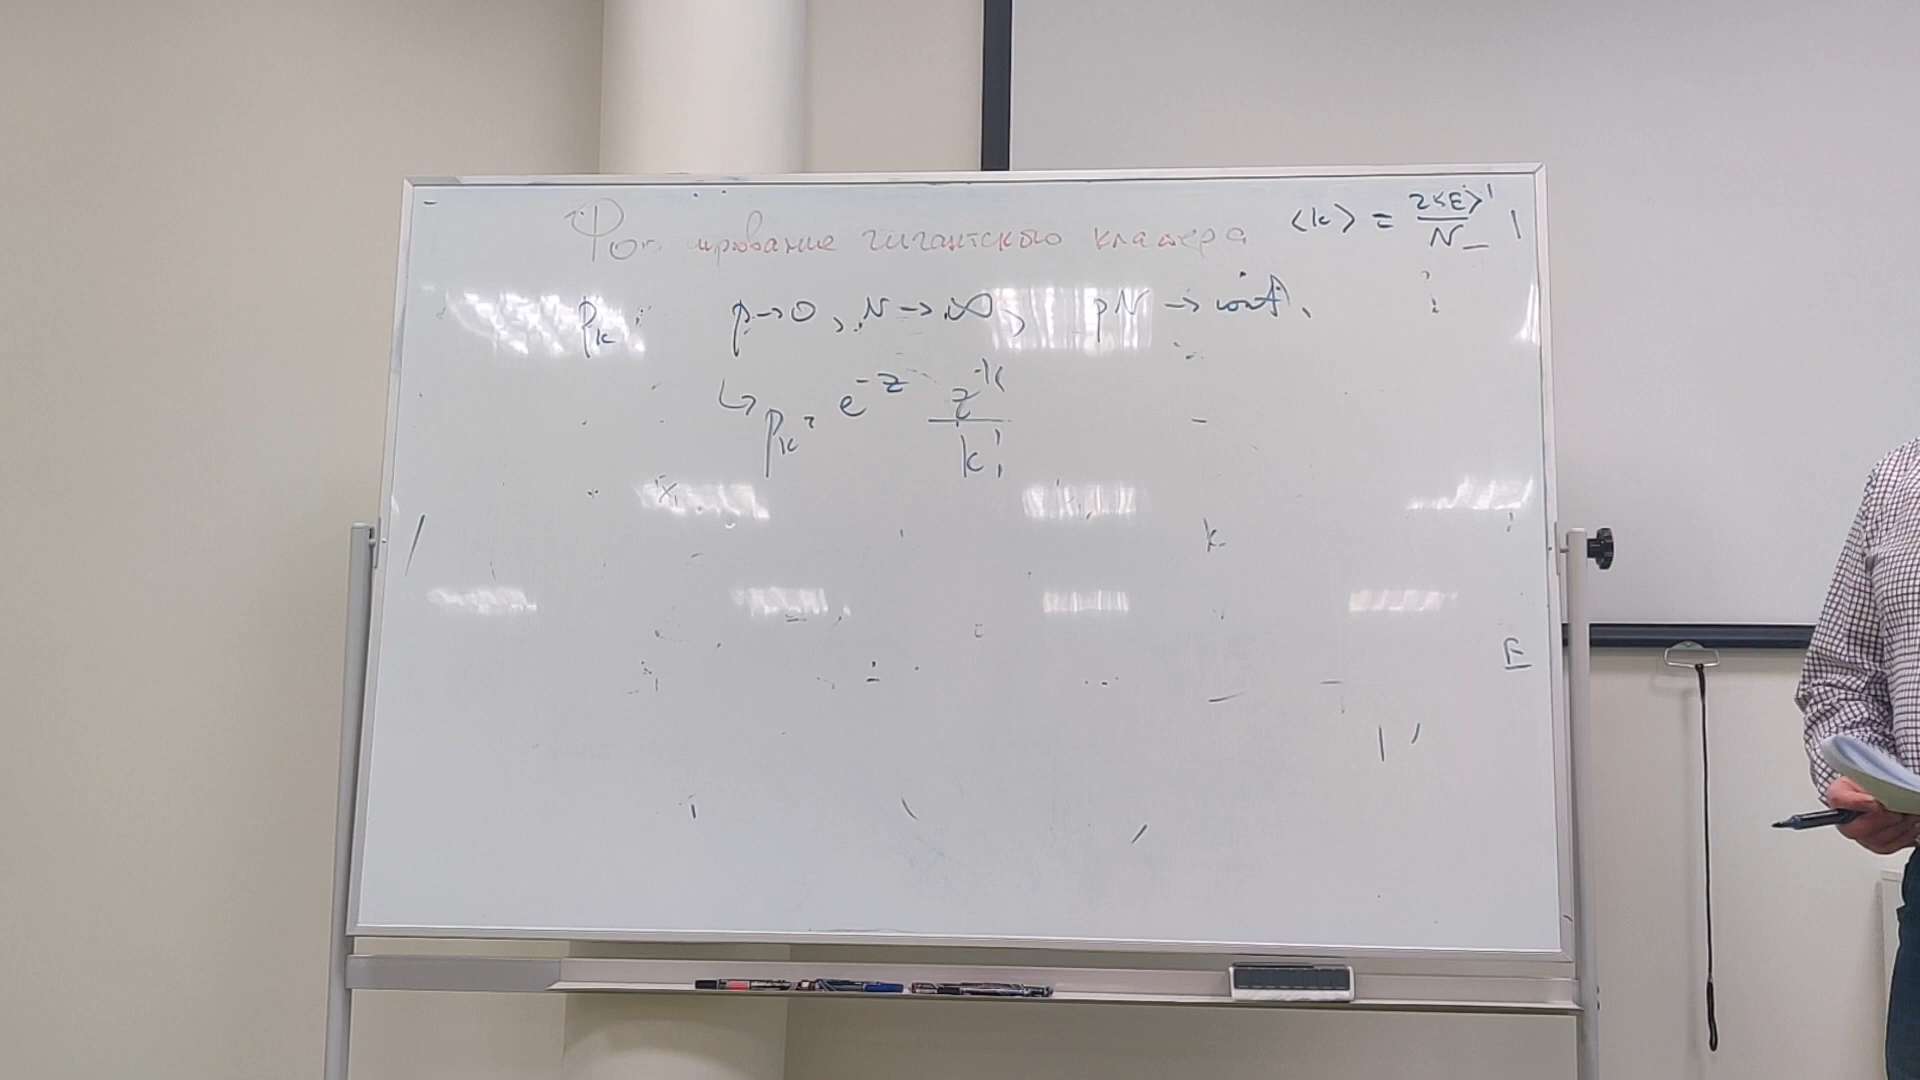 Формирование гигантского кластера
<k> = 2<E> / N
p_k p → 0, N → ∞, pN → const.
↳ p_k = e^{-z} z^k / k!